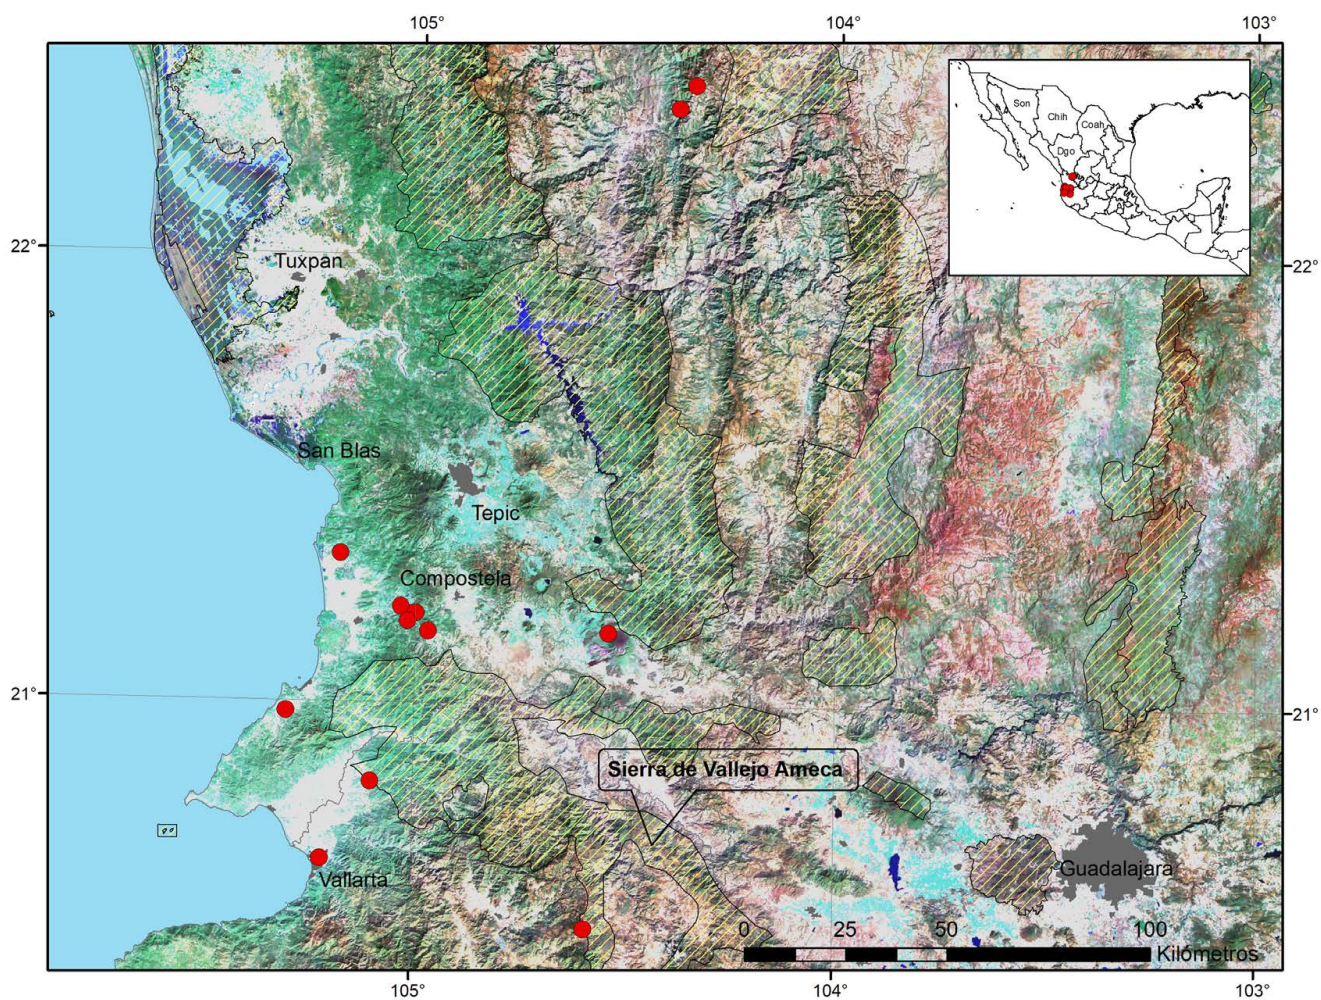 105°
104°
103°
Son
Chih
Coah
Dgo
22°
Tuxpan
22°
San Blas
Tepic
Compostela
21°
21°
Sierra de Vallejo Ameca
Guadalajara
Vallarta
0 25 50 100
Kilómetros
105°
104°
103°